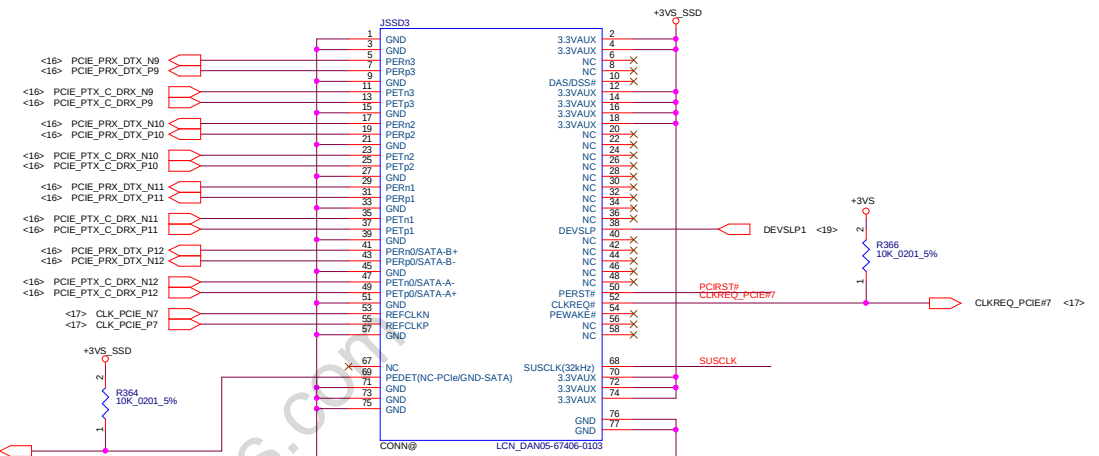 +3VS_SSD
JSSD3
1 GND 3.3VAUX 2
3 GND 3.3VAUX 4
<16> PCIE_PRX_DTX_N9 5 PERn3 NC 6
<16> PCIE_PRX_DTX_P9 7 PERp3 NC 8
9 GND DAS/DSS# 10
<16> PCIE_PTX_C_DRX_N9 11 PETn3 3.3VAUX 12
<16> PCIE_PTX_C_DRX_P9 13 PETp3 3.3VAUX 14
15 GND 3.3VAUX 16
<16> PCIE_PRX_DTX_N10 17 PERn2 3.3VAUX 18
<16> PCIE_PRX_DTX_P10 19 PERp2 NC 20
21 GND NC 22
<16> PCIE_PTX_C_DRX_N10 23 PETn2 NC 24
<16> PCIE_PTX_C_DRX_P10 25 PETp2 NC 26
27 GND NC 28
<16> PCIE_PRX_DTX_N11 29 PERn1 NC 30
<16> PCIE_PRX_DTX_P11 31 PERp1 NC 32
33 GND NC 34
<16> PCIE_PTX_C_DRX_N11 35 PETn1 NC 36
<16> PCIE_PTX_C_DRX_P11 37 PETp1 DEVSLP 38 DEVSLP1 <19>
39 GND NC 40
<16> PCIE_PRX_DTX_P12 41 PERn0/SATA-B+ NC 42
<16> PCIE_PRX_DTX_N12 43 PERp0/SATA-B- NC 44
45 GND NC 46
<16> PCIE_PTX_C_DRX_N12 47 PETn0/SATA-A- NC 48
<16> PCIE_PTX_C_DRX_P12 49 PETp0/SATA-A+ PERST# 50 PCIRST#
51 GND CLKREQ# 52 CLKREQ_PCIE#7
<17> CLK_PCIE_N7 53 REFCLKN PEWAKE# 54
<17> CLK_PCIE_P7 55 REFCLKP NC 56
57 GND NC 58
+3VS
2
R366
10K_0201_5%
1
CLKREQ_PCIE#7 <17>
67 NC SUSCLK(32kHz) 68 SUSCLK
69 PEDET(NC-PCIe/GND-SATA) 3.3VAUX 70
71 GND 3.3VAUX 72
73 GND 3.3VAUX 74
75 GND
GND 76
GND 77
+3VS_SSD
2
R364
10K_0201_5%
1
CONN@ LCN_DAN05-67406-0103
s.com